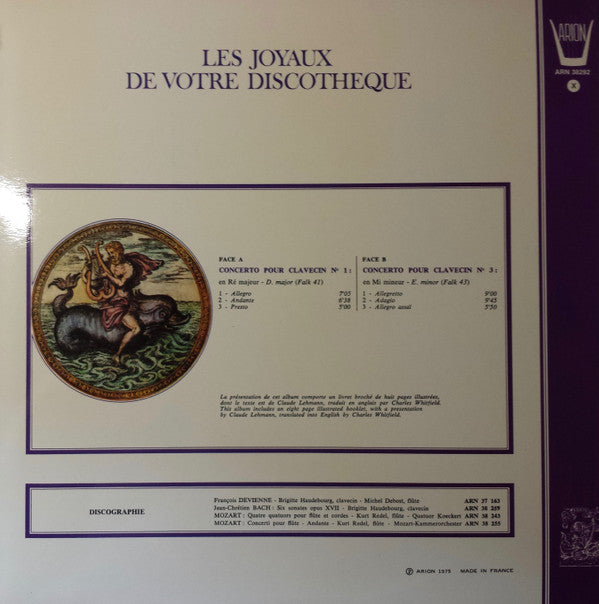 LES JOYAUX
DE VOTRE DISCOTHEQUE
ARION
ARN 38292
X
FACE A
CONCERTO POUR CLAVECIN Nº 1 :
en Ré majeur - D. major (Falk 41)
1 - Allegro 7'05
2 - Andante 6'38
3 - Presto 5'00
FACE B
CONCERTO POUR CLAVECIN Nº 3 :
en Mi mineur - E. minor (Falk 43)
1 - Allegretto 9'00
2 - Adagio 9'45
3 - Allegro assaï 5'50
La présentation de cet album comporte un livret broché de huit pages illustrées,
dont le texte est de Claude Lehmann, traduit en anglais par Charles Whitfield.
This album includes an eight page illustrated booklet, with a presentation
by Claude Lehmann, translated into English by Charles Whitfield.
DISCOGRAPHIE
François DEVIENNE - Brigitte Haudebourg, clavecin - Michel Debost, flûte ARN 37 163
Jean-Chrétien BACH : Six sonates opus XVII - Brigitte Haudebourg, clavecin ARN 38 259
MOZART : Quatre quatuors pour flûte et cordes - Kurt Redel, flûte - Quatuor Koeckert ARN 38 243
MOZART : Concerti pour flûte - Andante - Kurt Redel, flûte - Mozart-Kammerorchester ARN 38 255
Ⓟ ARION 1975 MADE IN FRANCE